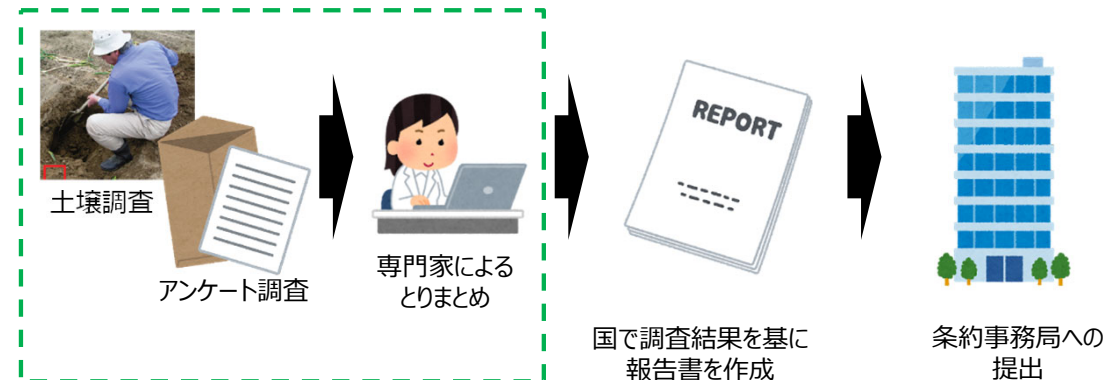 土壌調査
アンケート調査
専門家による
とりまとめ
REPORT
国で調査結果を基に
報告書を作成
条約事務局への
提出